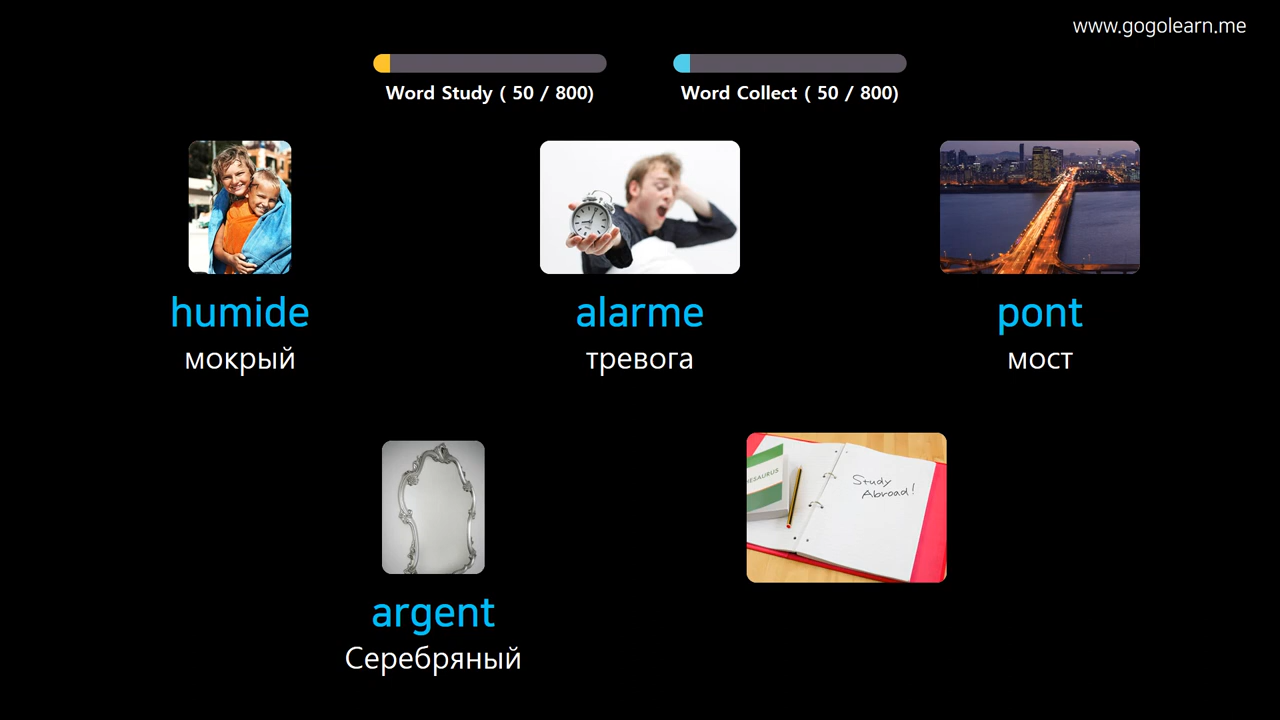 www.gogolearn.me
Word Study ( 50 / 800)
Word Collect ( 50 / 800)
humide
мокрый
alarme
тревога
pont
мост
argent
Серебряный
Study
Abroad!